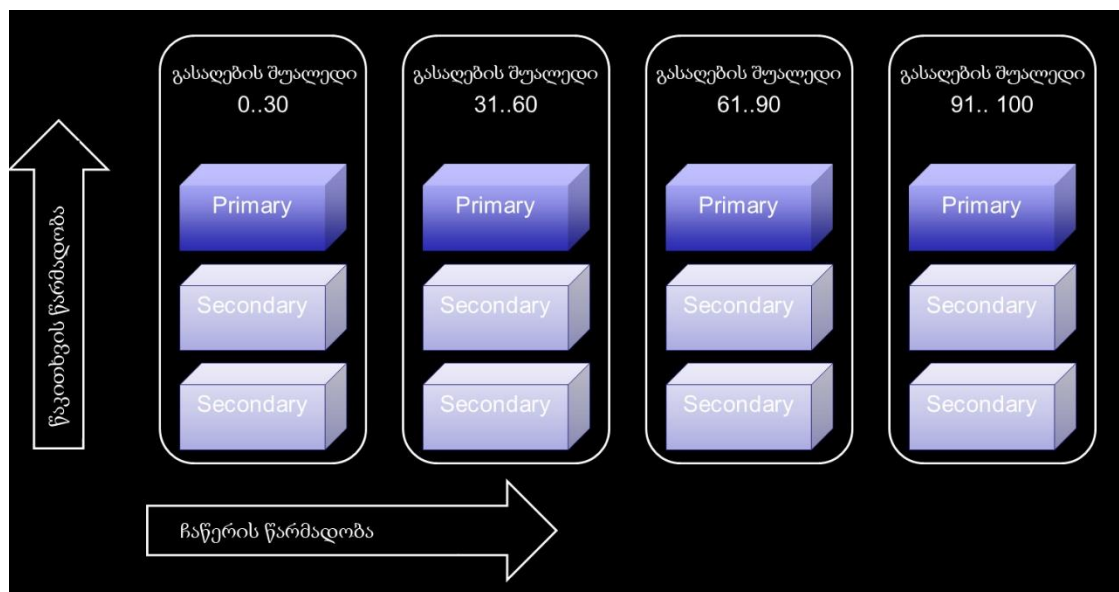 გასაღების შუალედი
0..30
გასაღების შუალედი
31..60
გასაღების შუალედი
61..90
გასაღების შუალედი
91.. 100
Primary
Primary
Primary
Primary
Secondary
Secondary
Secondary
Secondary
Secondary
Secondary
Secondary
Secondary
წაკითხვის წარმადობა
ჩაწერის წარმადობა